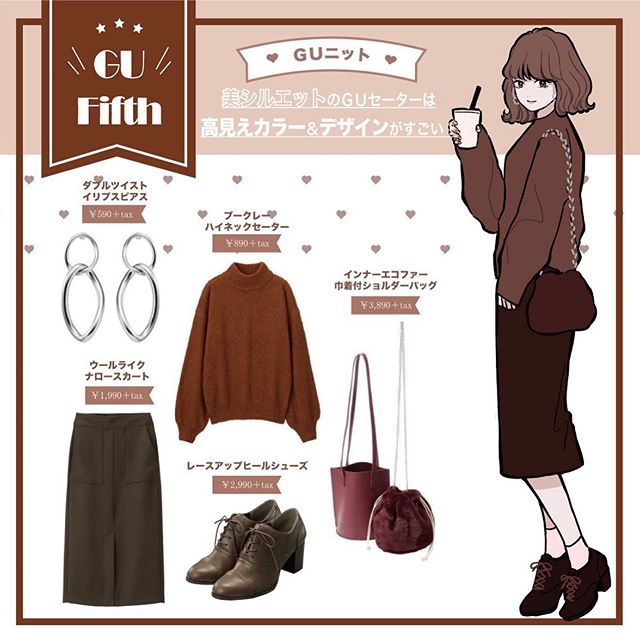 GU
Fifth
GUニット
美シルエットのGUセーターは
高見えカラー&デザインがすごい
ダブルツイスト
イリプスピアス
¥590+tax
ブークレー
ハイネックセーター
¥890+tax
インナーエコファー
巾着付ショルダーバッグ
¥3,890+tax
ウールライク
ナロースカート
¥1,990+tax
レースアップヒールシューズ
¥2,990+tax